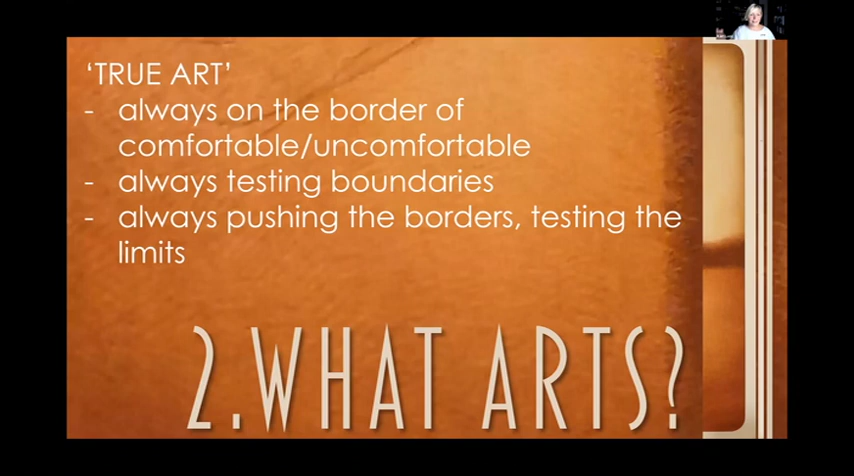 ‘TRUE ART’
- always on the border of
comfortable/uncomfortable
- always testing boundaries
- always pushing the borders, testing the
limits
2.WHAT ARTS?